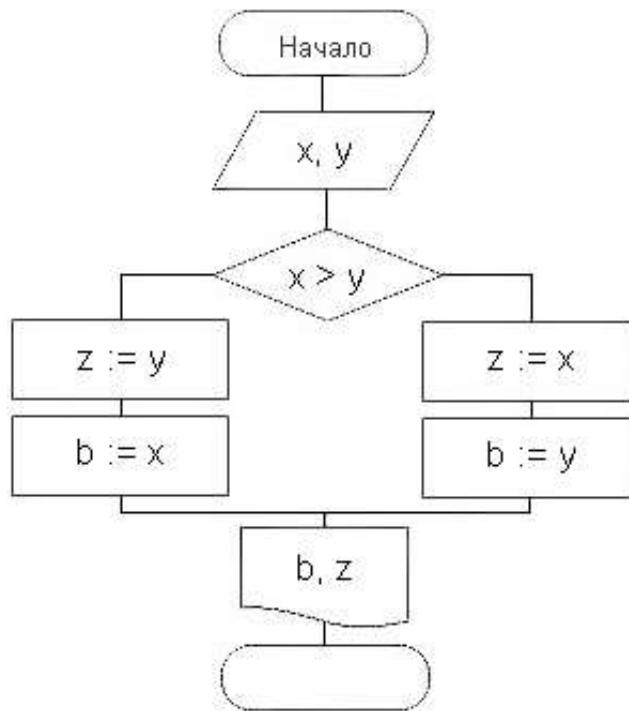 Начало
x, y
x > y
z := y
z := x
b := x
b := y
b, z